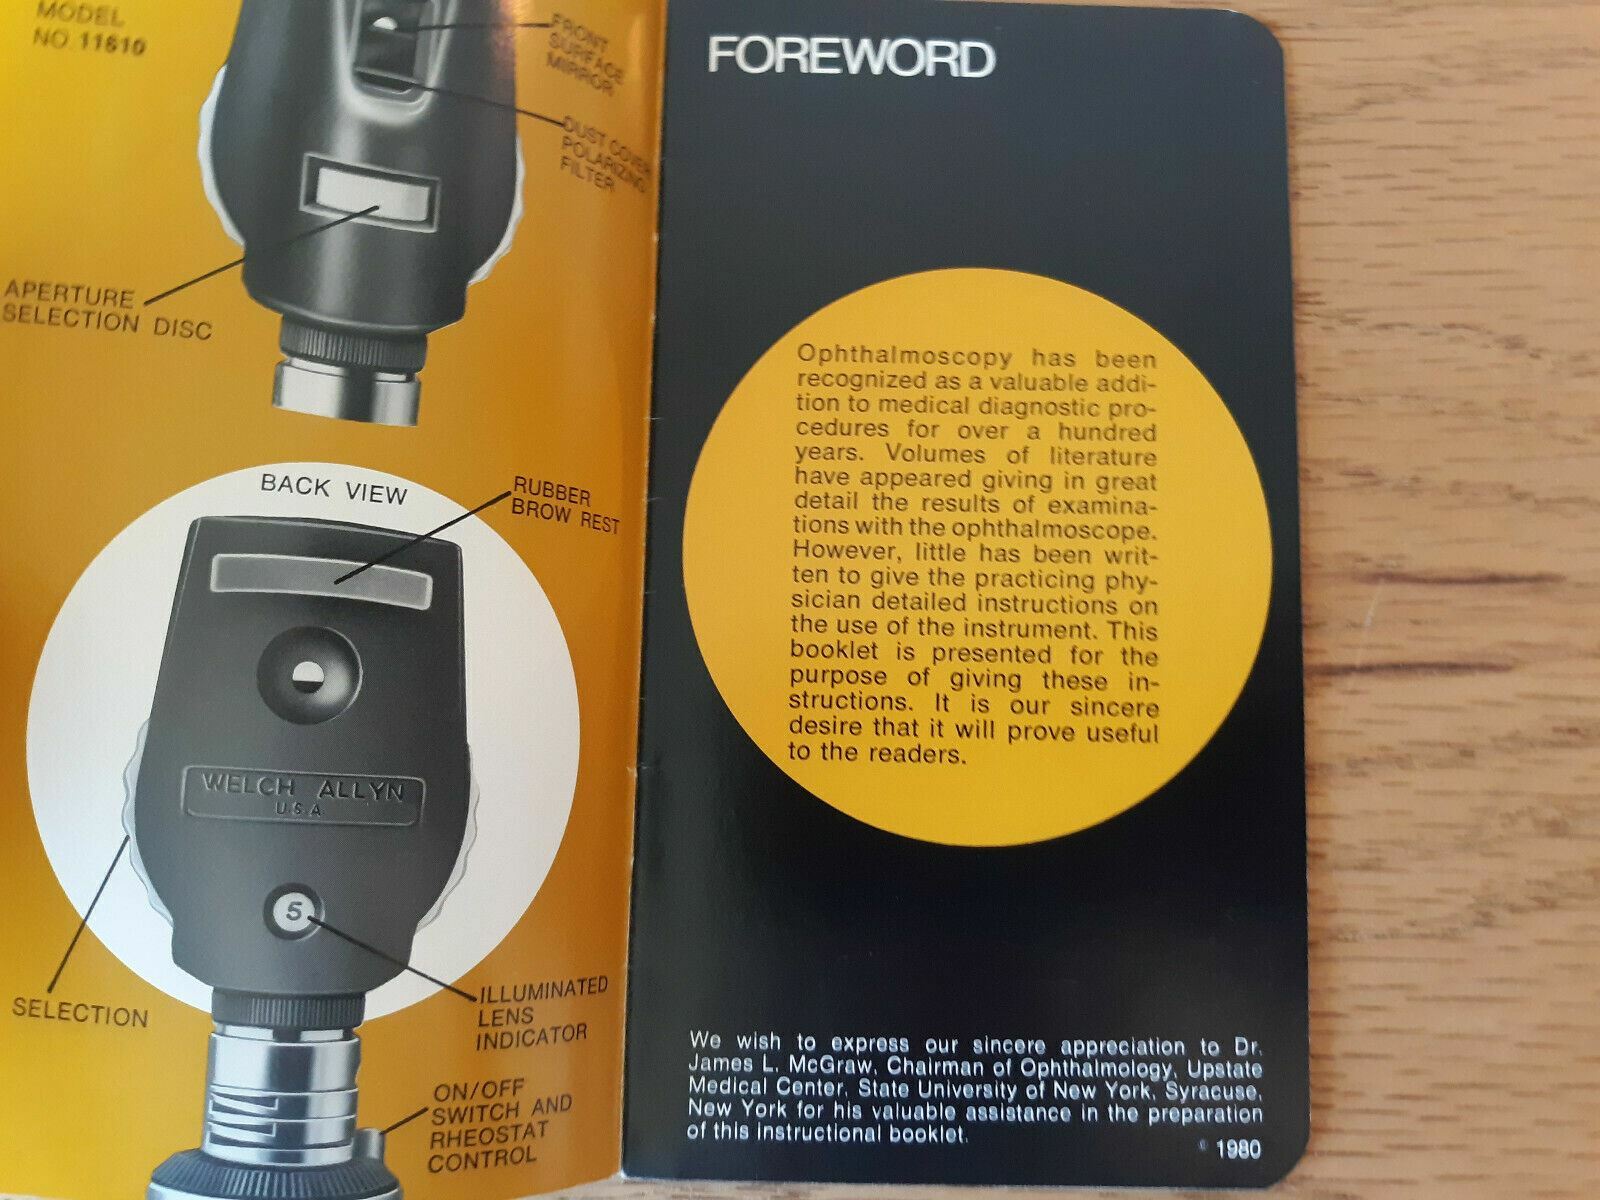 MODEL
NO. 11610
FRONT
SURFACE
MIRROR
DUST COVER
POLARIZING
FILTER
APERTURE
SELECTION DISC
BACK VIEW
RUBBER
BROW REST
WELCH ALLYN
U.S.A.
5
SELECTION
ILLUMINATED
LENS
INDICATOR
ON/OFF
SWITCH AND
RHEOSTAT
CONTROL
FOREWORD
Ophthalmoscopy has been
recognized as a valuable addi-
tion to medical diagnostic pro-
cedures for over a hundred
years. Volumes of literature
have appeared giving in great
detail the results of examina-
tions with the ophthalmoscope.
However, little has been writ-
ten to give the practicing phy-
sician detailed instructions on
the use of the instrument. This
booklet is presented for the
purpose of giving these in-
structions. It is our sincere
desire that it will prove useful
to the readers.
We wish to express our sincere appreciation to Dr.
James L. McGraw, Chairman of Ophthalmology, Upstate
Medical Center, State University of New York, Syracuse,
New York for his valuable assistance in the preparation
of this instructional booklet.
© 1980